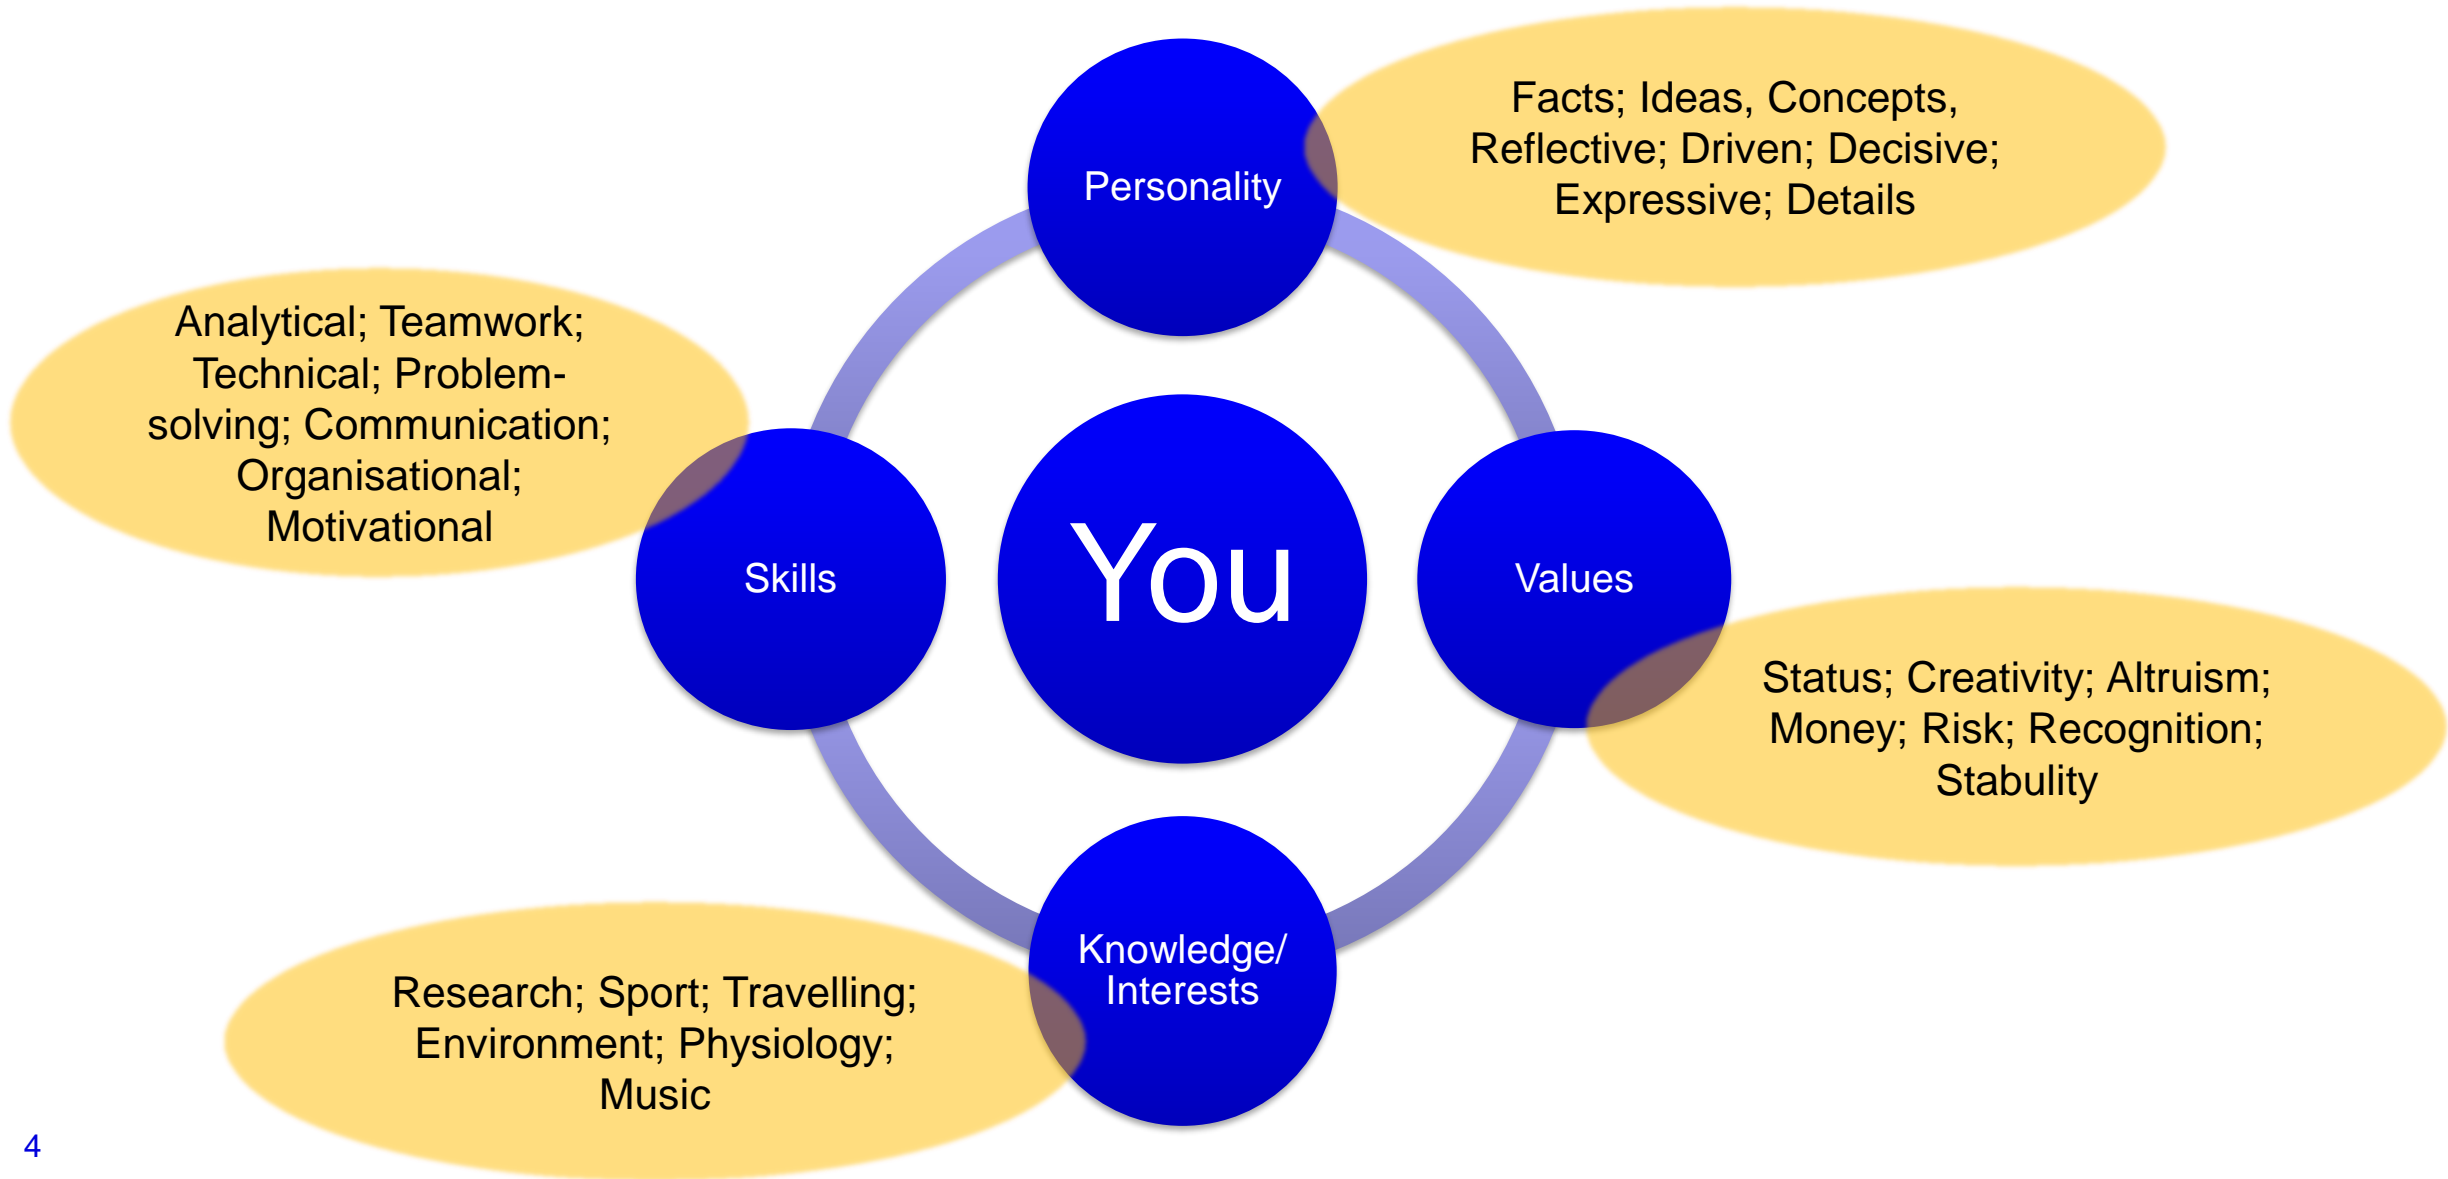 Personality
Facts; Ideas, Concepts,
Reflective; Driven; Decisive;
Expressive; Details
Analytical; Teamwork;
Technical; Problem-
solving; Communication;
Organisational;
Motivational
Skills
You
Values
Status; Creativity; Altruism;
Money; Risk; Recognition;
Stabulity
Knowledge/
Interests
Research; Sport; Travelling;
Environment; Physiology;
Music
4